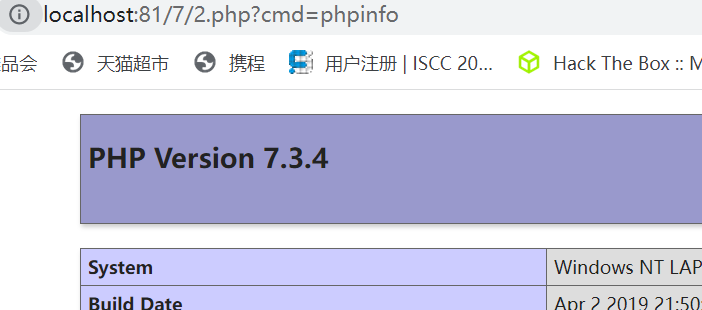 localhost:81/7/2.php?cmd=phpinfo
品会 天猫超市 携程 用户注册 | ISCC 20... Hack The Box :: M
PHP Version 7.3.4
System Windows NT LAP
Build Date Apr 2 2019 21:50: